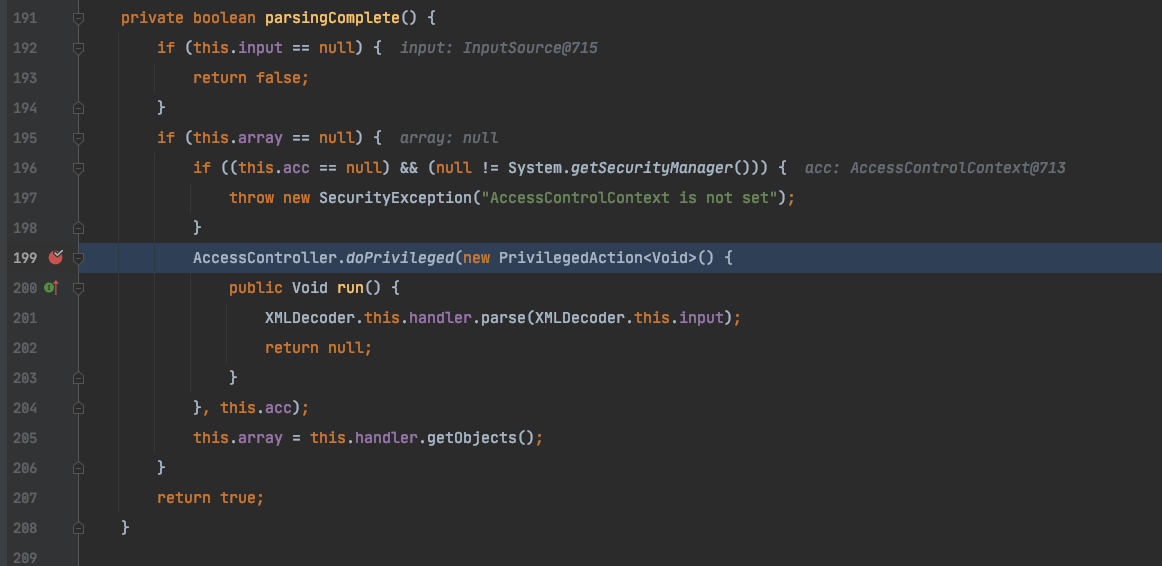 191 private boolean parsingComplete() {
192 if (this.input == null) { input: InputSource@715
193 return false;
194 }
195 if (this.array == null) { array: null
196 if ((this.acc == null) && (null != System.getSecurityManager())) { acc: AccessControlContext@713
197 throw new SecurityException("AccessControlContext is not set");
198 }
199 AccessController.doPrivileged(new PrivilegedAction<Void>() {
200 public Void run() {
201 XMLDecoder.this.handler.parse(XMLDecoder.this.input);
202 return null;
203 }
204 }, this.acc);
205 this.array = this.handler.getObjects();
206 }
207 return true;
208 }
209